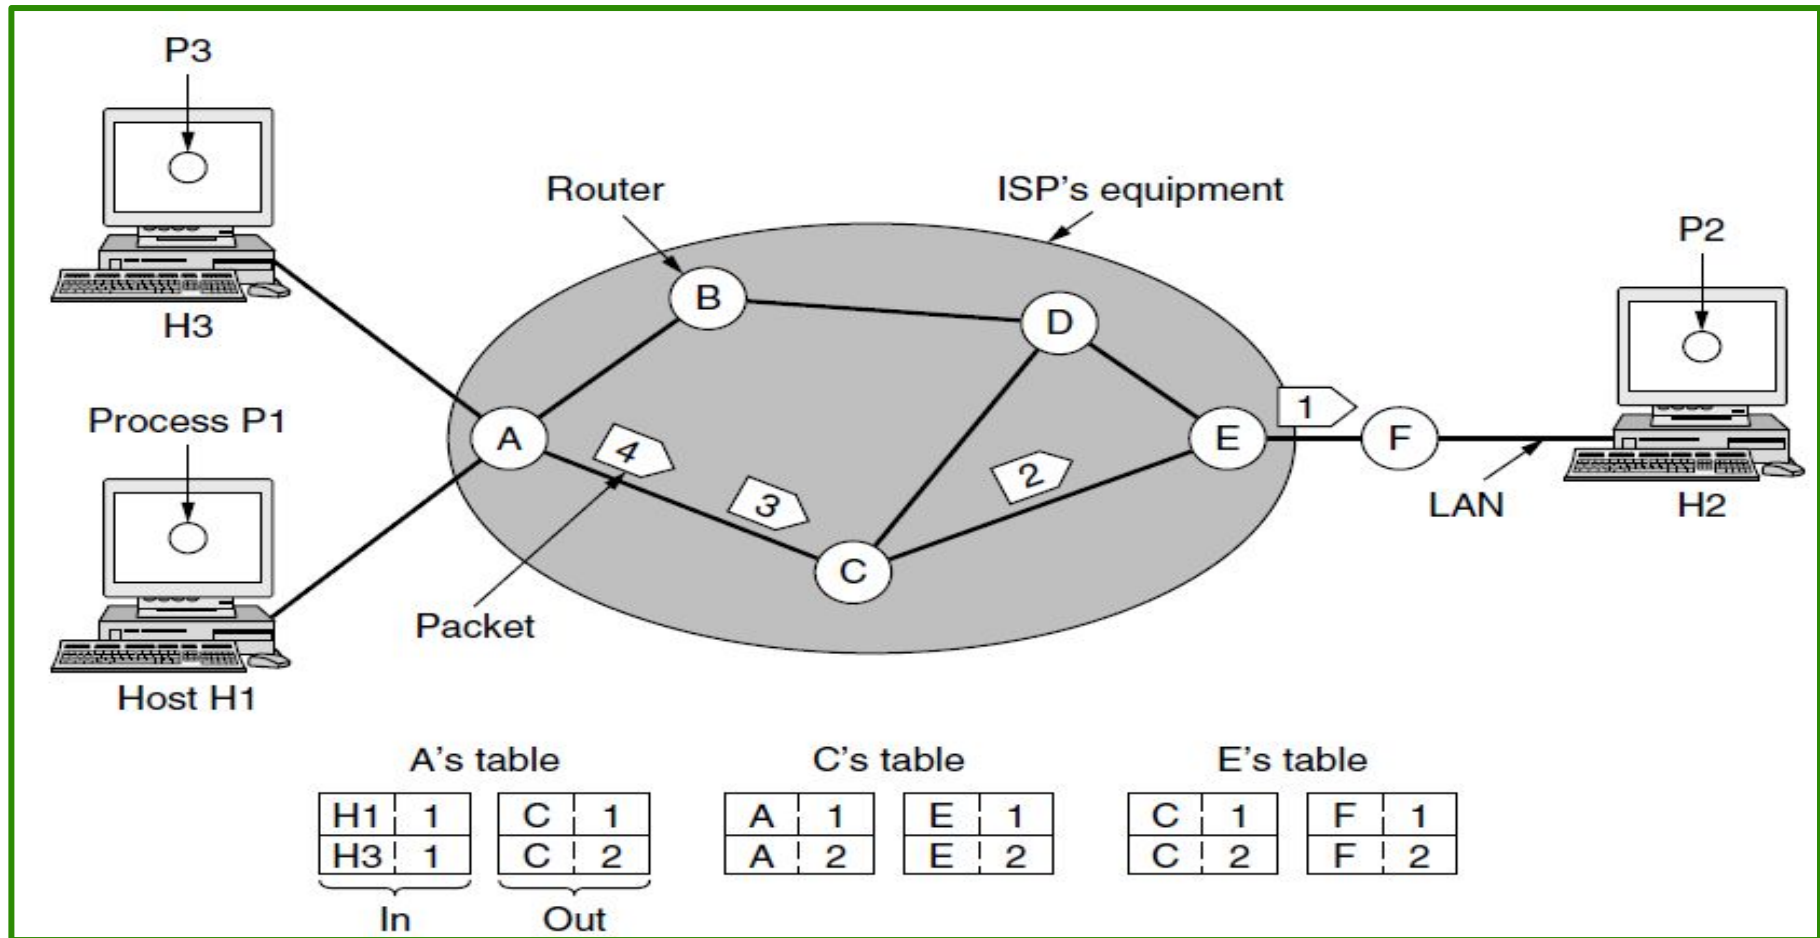 P3
Router
ISP's equipment
P2
B
D
H3
1
Process P1
A
4
E
F
2
3
LAN
H2
C
Packet
Host H1
A's table
C's table
E's table
H1 1 C 1 A 1 E 1 C 1 F 1
H3 1 C 2 A 2 E 2 C 2 F 2
In Out